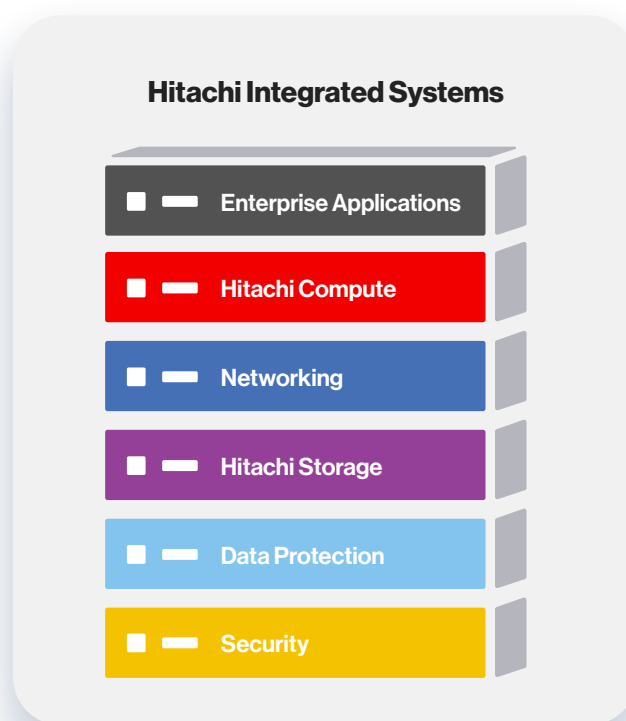 Hitachi Integrated Systems
Enterprise Applications
Hitachi Compute
Networking
Hitachi Storage
Data Protection
Security